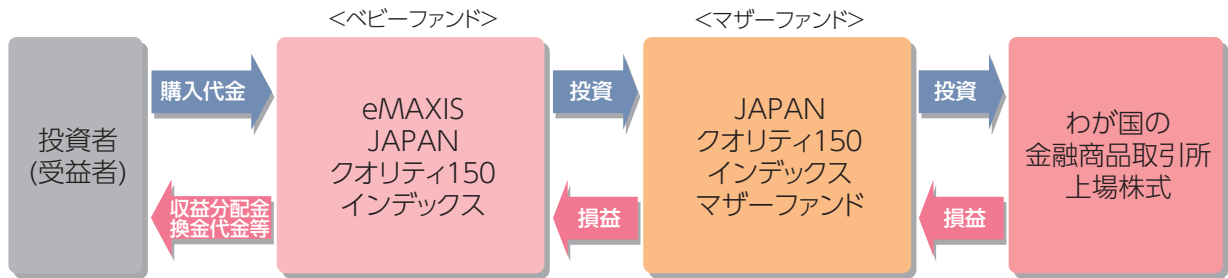 <ベビーファンド>
<マザーファンド>
投資者
(受益者)
購入代金
収益分配金
換金代金等
eMAXIS
JAPAN
クオリティ150
インデックス
投資
損益
JAPAN
クオリティ150
インデックス
マザーファンド
投資
損益
わが国の
金融商品取引所
上場株式